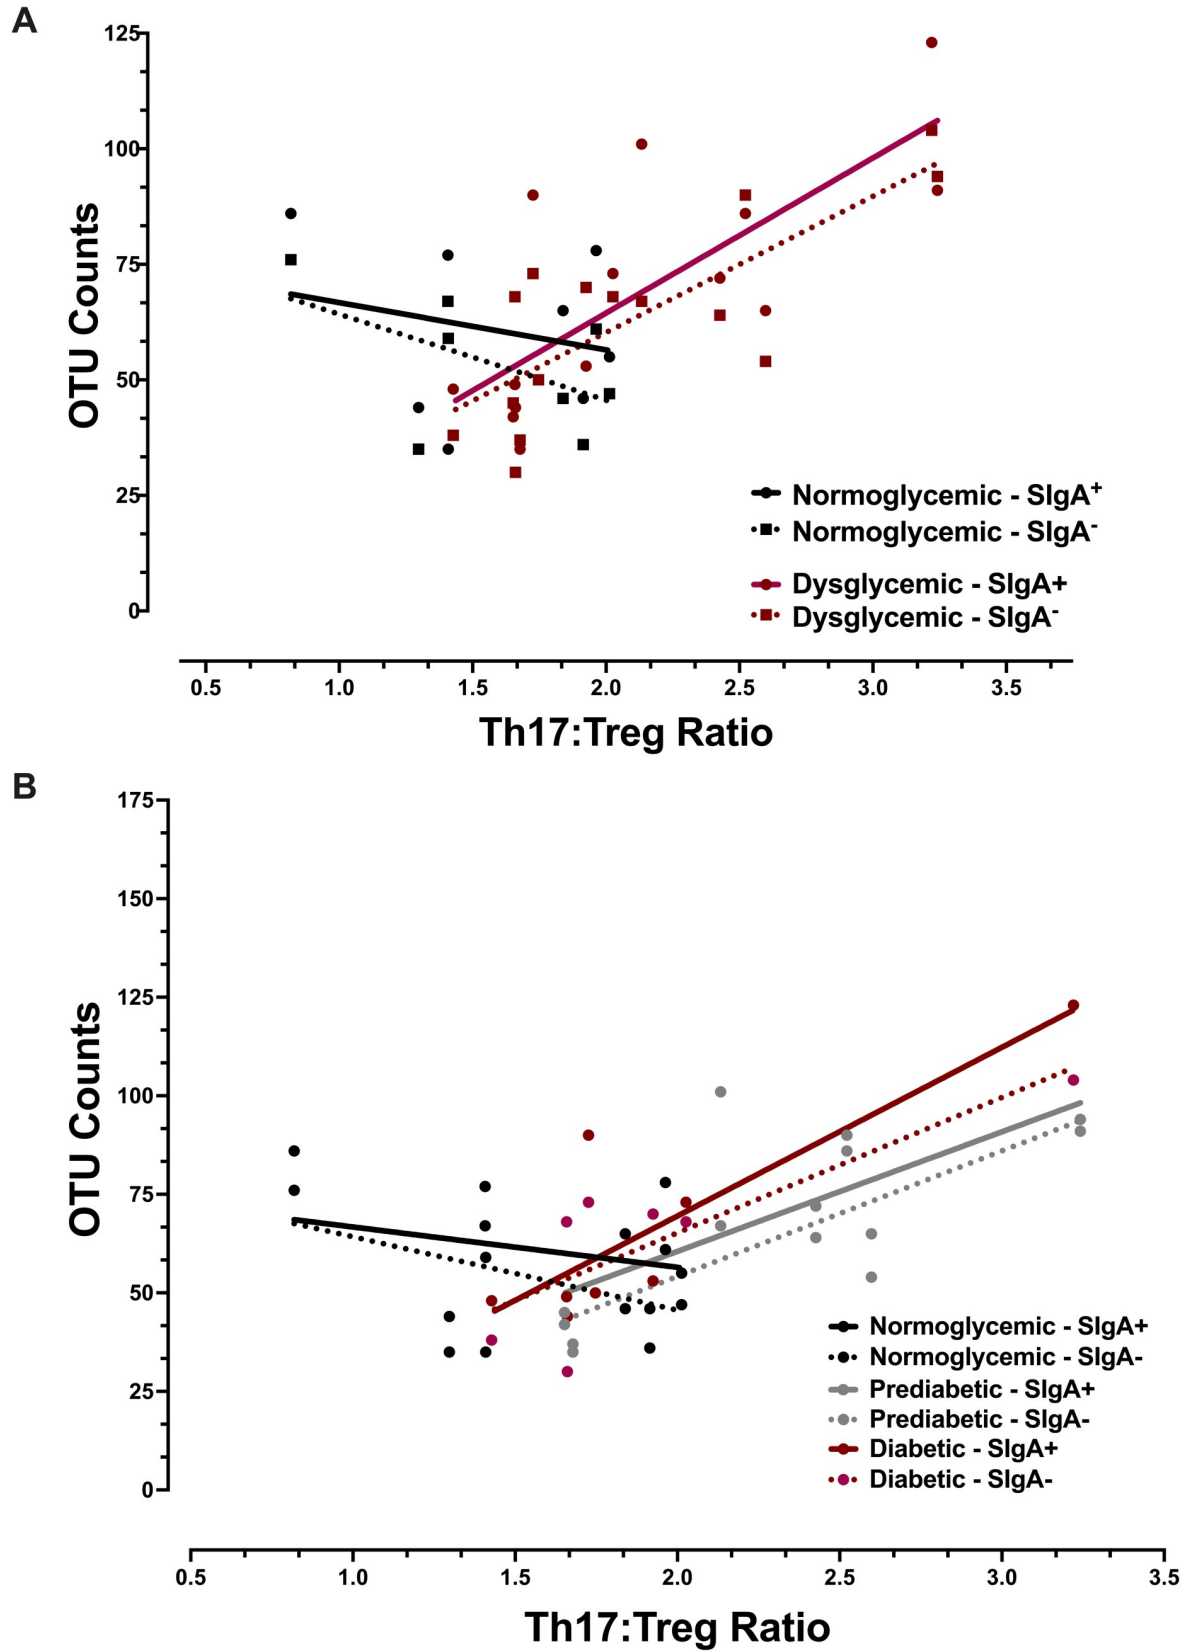 A
125
100
75
50
25
0
OTU Counts
Normoglycemic - SIgA+
Normoglycemic - SIgA-
Dysglycemic - SIgA+
Dysglycemic - SIgA-
0.5 1.0 1.5 2.0 2.5 3.0 3.5
Th17:Treg Ratio
B
175
150
125
100
75
50
25
0
OTU Counts
Normoglycemic - SIgA+
Normoglycemic - SIgA-
Prediabetic - SIgA+
Prediabetic - SIgA-
Diabetic - SIgA+
Diabetic - SIgA-
0.5 1.0 1.5 2.0 2.5 3.0 3.5
Th17:Treg Ratio